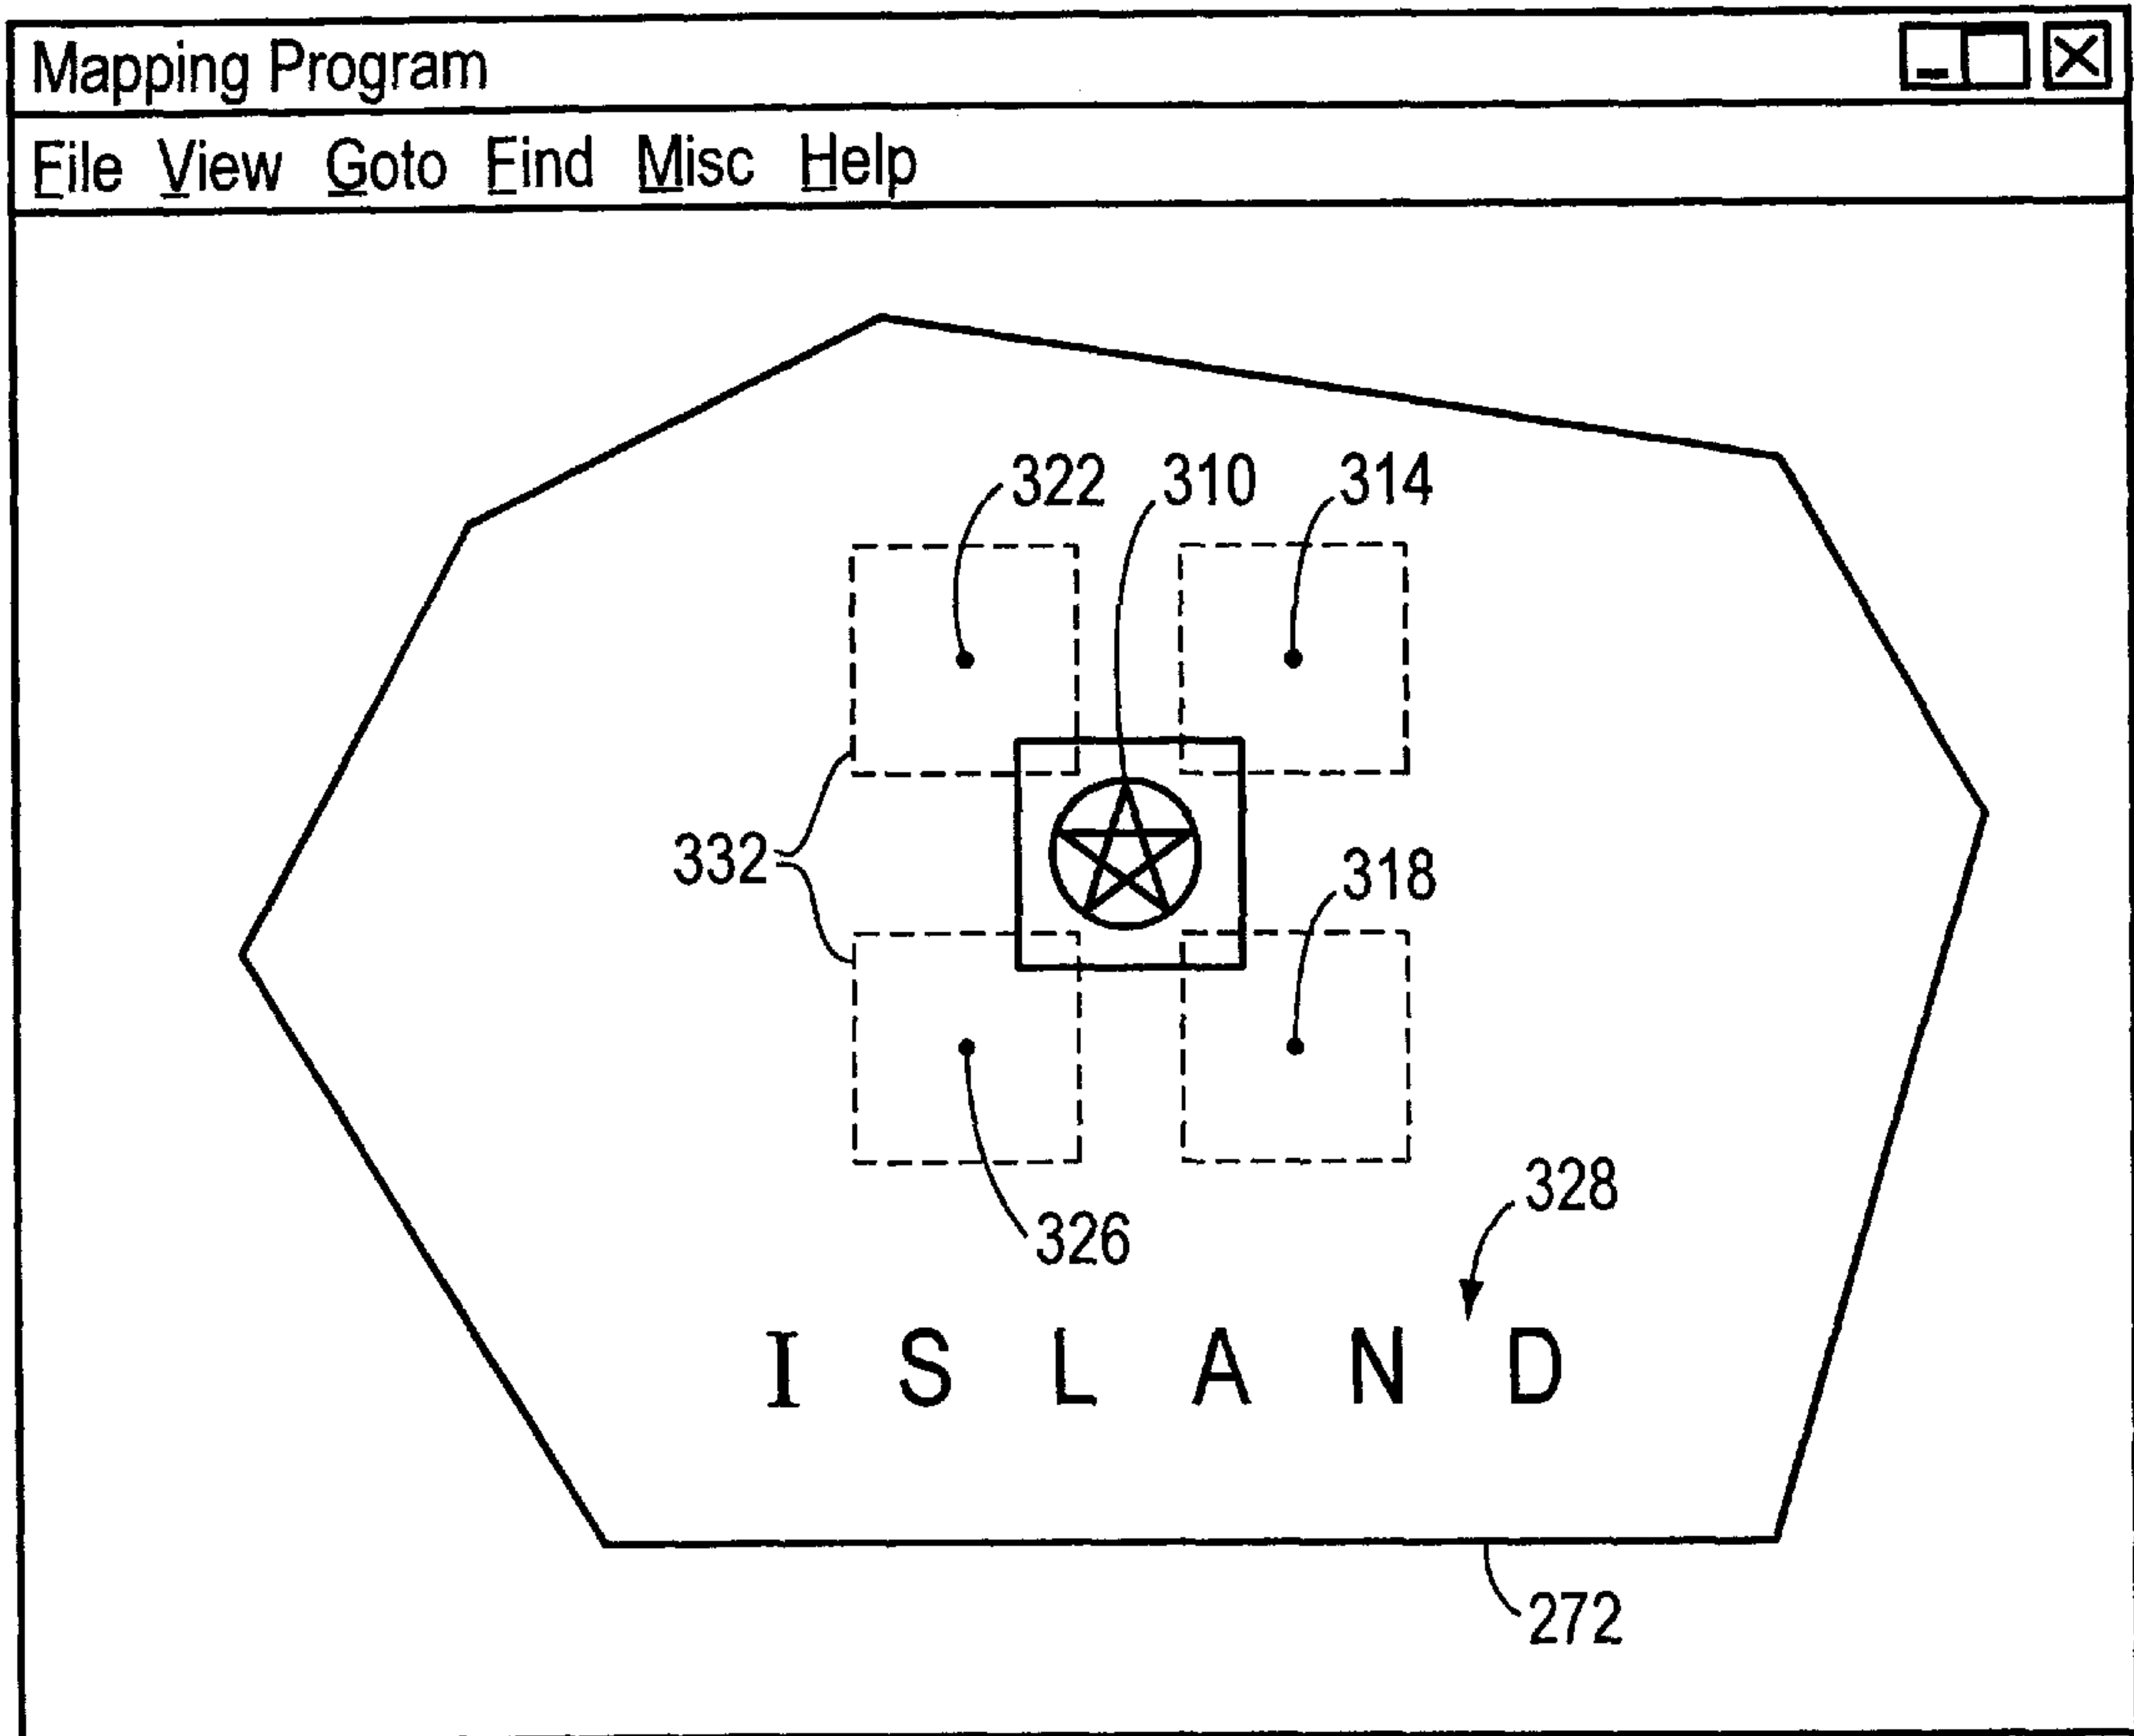 Mapping Program
File View Goto Find Misc Help
322 310 314
332
318
328
326
I S L A N D
272